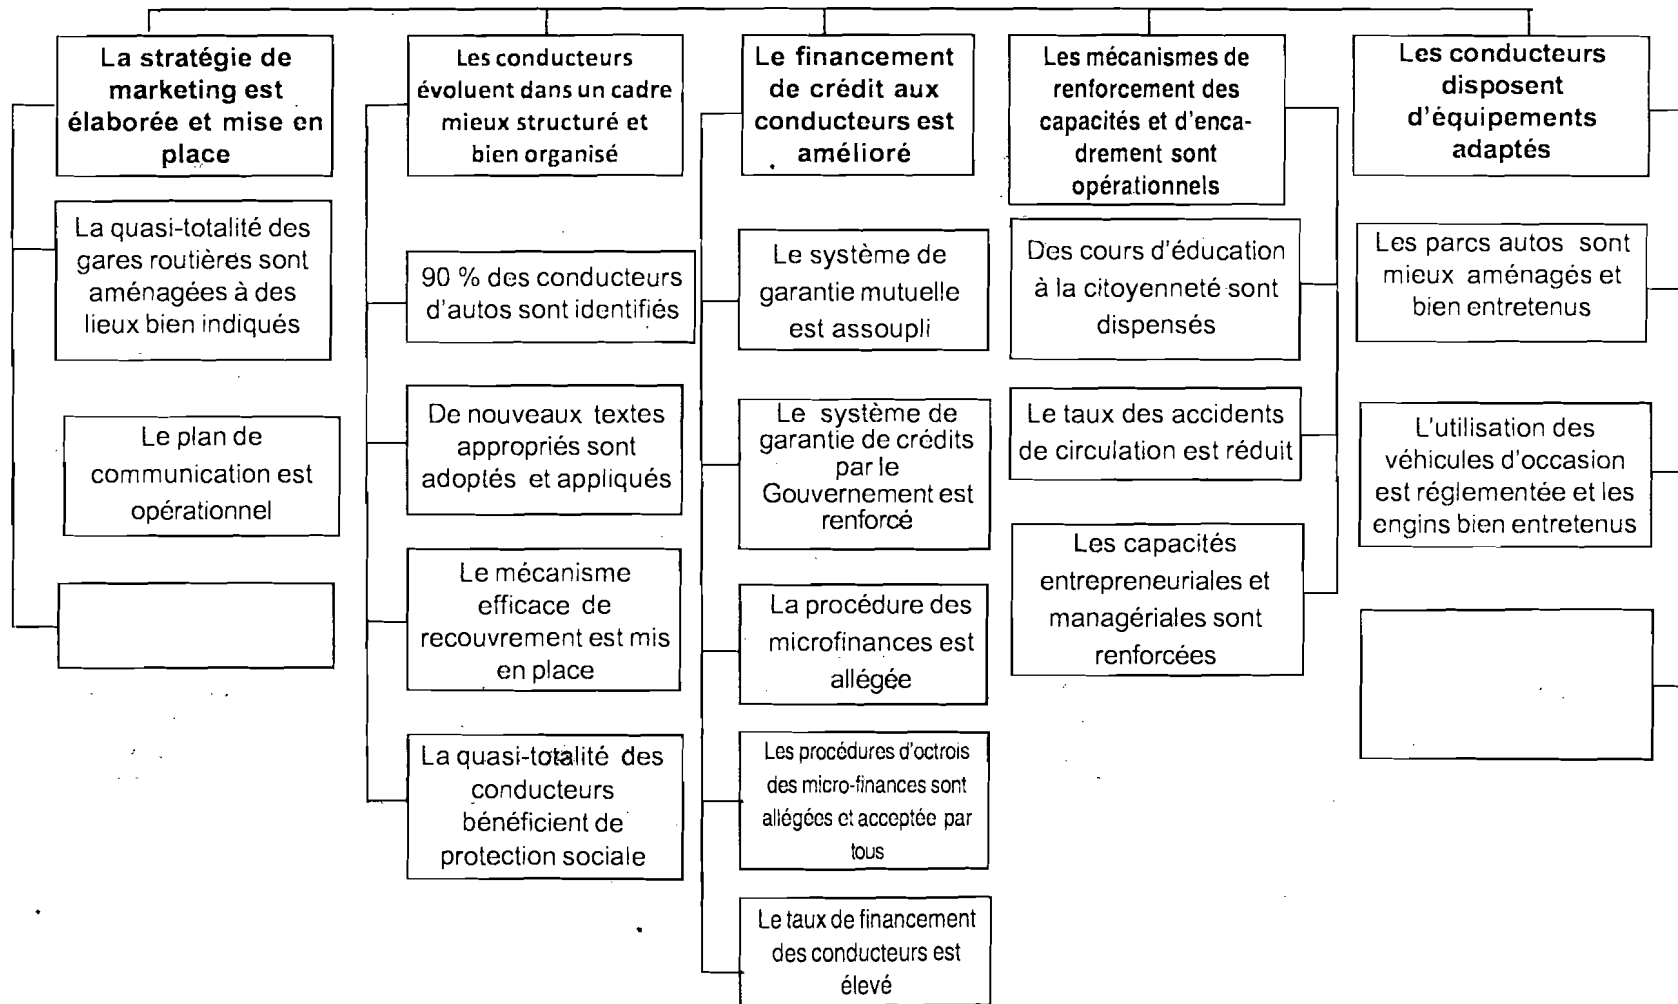 La stratégie de
marketing est
élaborée et mise en
place
La quasi-totalité des
gares routières sont
aménagées à des
lieux bien indiqués
Le plan de
communication est
opérationnel
Les conducteurs
évoluent dans un cadre
mieux structuré et
bien organisé
90 % des conducteurs
d'autos sont identifiés
De nouveaux textes
appropriés sont
adoptés et appliqués
Le mécanisme
efficace de
recouvrement est mis
en place
La quasi-totalité des
conducteurs
bénéficient de
protection sociale
Le financement
de crédit aux
conducteurs est
amélioré
Le système de
garantie mutuelle
est assoupli
Le système de
garantie de crédits
par le
Gouvernement est
renforcé
La procédure des
microfinances est
allégée
Les procédures d'octrois
des micro-finances sont
allégées et acceptée par
tous
Le taux de financement
des conducteurs est
élevé
Les mécanismes de
renforcement des
capacités et d'enca-
drement sont
opérationnels
Des cours d'éducation
à la citoyenneté sont
dispensés
Le taux des accidents
de circulation est réduit
Les capacités
entrepreneuriales et
managériales sont
renforcées
Les conducteurs
disposent
d'équipements
adaptés
Les parcs autos sont
mieux aménagés et
bien entretenus
L'utilisation des
véhicules d'occasion
est réglementée et les
engins bien entretenus